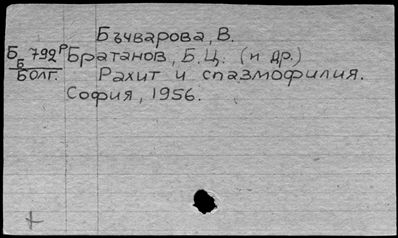 Бъчварова, В.
Б Б 792р Братанов, Б.Ц. (и др.)
Болг. Рахит и спазмофилия.
София, 1956.